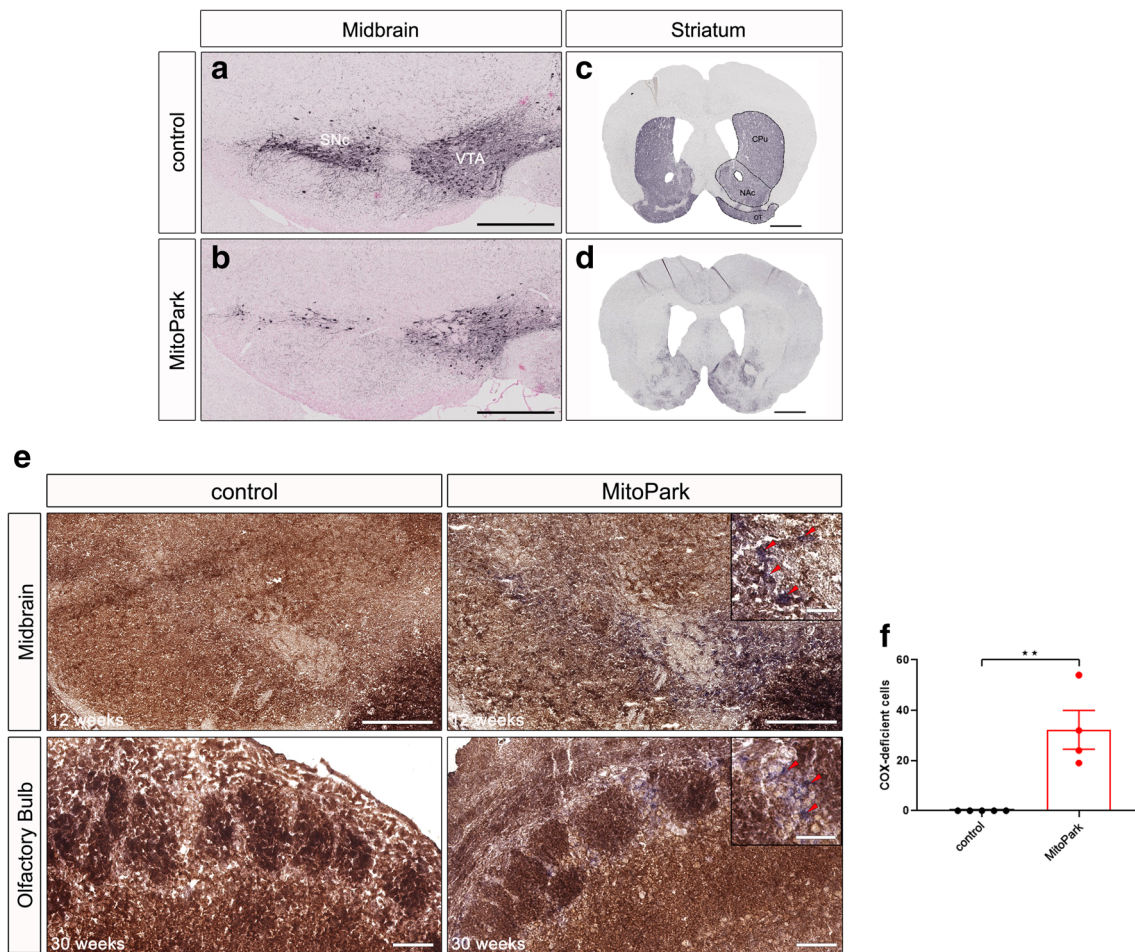 Midbrain
Striatum
control
a
SNc
VTA
c
CPu
NAc
OT
MitoPark
b
d
e
control
MitoPark
Midbrain
12 weeks
12 weeks
Olfactory Bulb
30 weeks
30 weeks
f
COX-deficient cells
60
40
20
0
★★
control
MitoPark